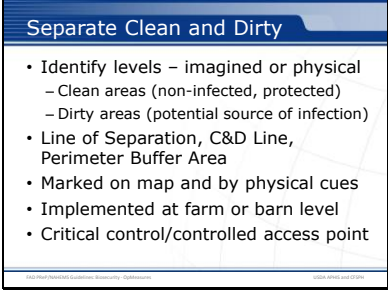 Separate Clean and Dirty
• Identify levels – imagined or physical
– Clean areas (non-infected, protected)
– Dirty areas (potential source of infection)
• Line of Separation, C&D Line,
Perimeter Buffer Area
• Marked on map and by physical cues
• Implemented at farm or barn level
• Critical control/controlled access point
FAD PReP/NAHEMS Guidelines: Biosecurity - OpMeasures
USDA APHIS and CFSPH